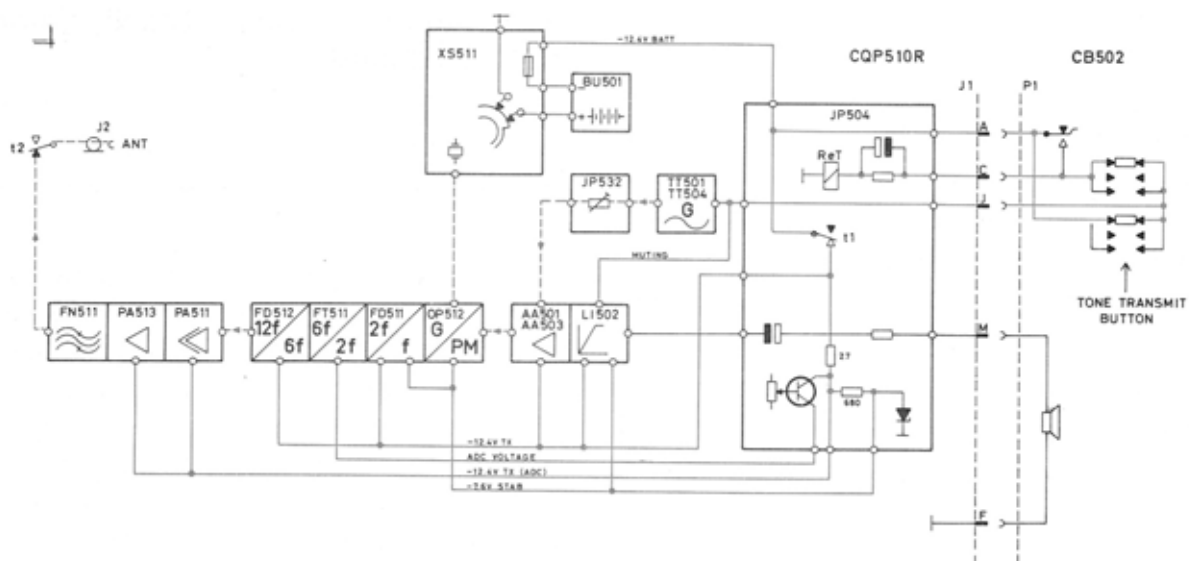 -12.4V BATT
XS511
CQP510R
CB502
BU501
- 
+
J1
P1
JP504
J2
A
t2
ANT
ReT
JP532
TT501
TT504
G
C
J
t1
MUTING
TONE TRANSMIT
BUTTON
FN511
PA513
PA511
FD512
12f
6f
FT511
6f
2f
FD511
2f
f
OP512
G
PM
AA501
AA503
LI502
M
27
680
-12.4V TX
ADC VOLTAGE
-12.4V TX (ADC)
-7.6V STAB
F